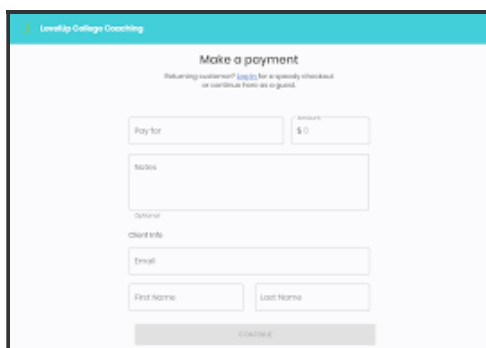 LevelUp College Coaching
Make a payment
Returning customer? Log in for a speedy checkout
or continue here as a guest.
Amount
Pay for
$ 0
Notes
Optional
Client Info
Email
First Name
Last Name
CONTINUE